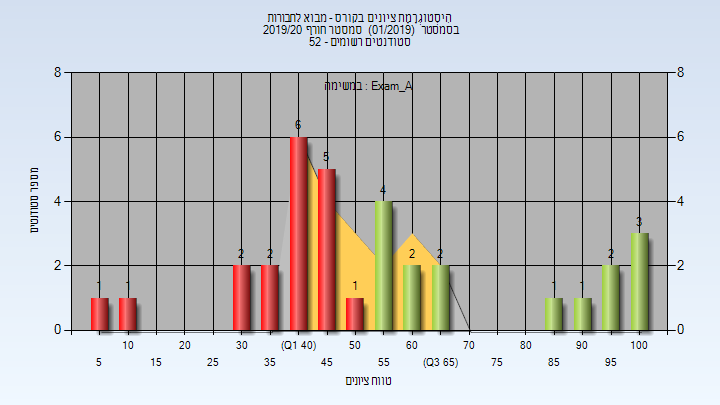 היסטוגרמת ציונים בקורס - מבוא לחבורות
בסמסטר (01/2019) סמסטר חורף 2019/20
סטודנטים רשומים - 52
במשימה : Exam_A
8 8
6 6
4 4
2 2
0 0
1 1 2 2 6 5 1 4 2 2 1 1 2 3
מספר סטודנטים
10 20 30 (Q1 40) 50 60 70 80 90 100
5 15 25 35 45 55 (Q3 65) 75 85 95
טווח ציונים